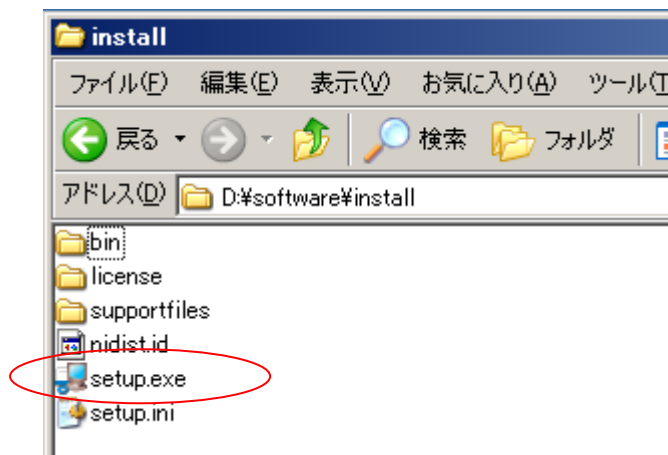 install
ファイル(F) 編集(E) 表示(V) お気に入り(A) ツール(T
戻る 検索 フォルダ
アドレス(D) D:¥software¥install
bin
license
supportfiles
nidist.id
setup.exe
setup.ini